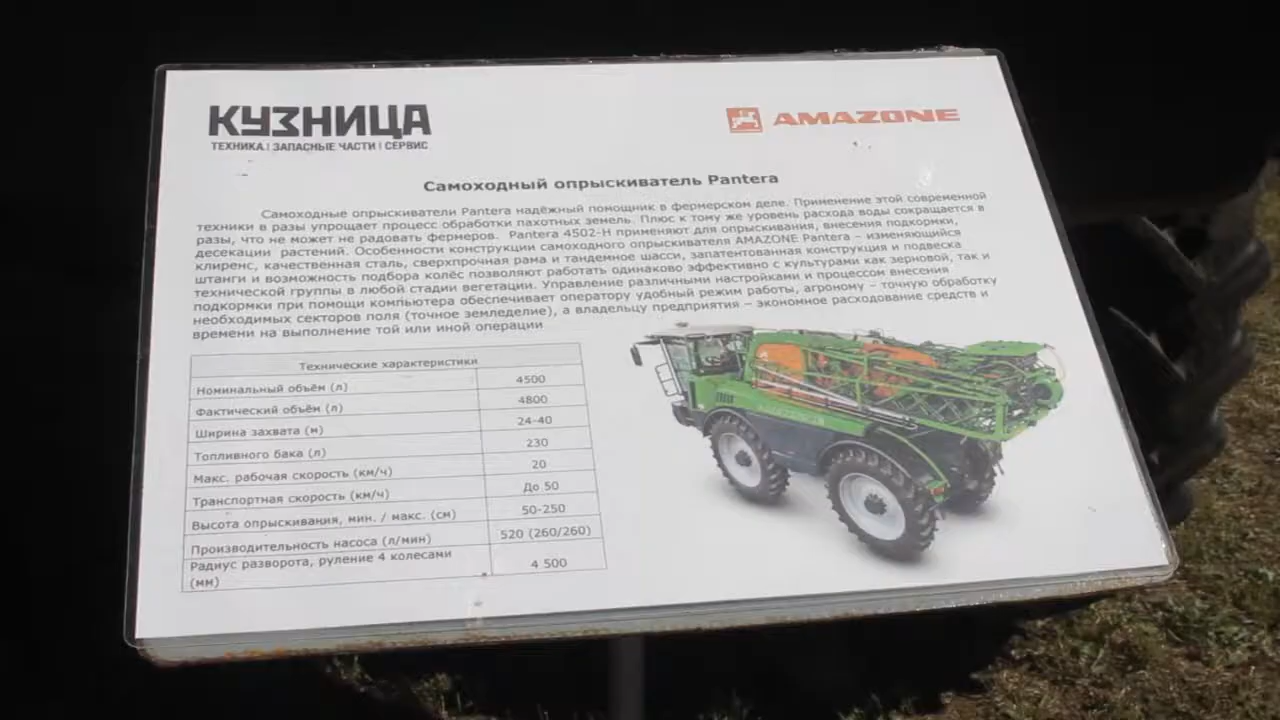 КУЗНИЦА
ТЕХНИКА | ЗАПАСНЫЕ ЧАСТИ | СЕРВИС
AMAZONE
Самоходный опрыскиватель Pantera
Самоходные опрыскиватели Pantera надёжный помощник в фермерском деле. Применение этой современной
техники в разы упрощает процесс обработки пахотных земель. Плюс к тому же уровень расхода воды сокращается в
разы, что не может не радовать фермеров. Pantera 4502-H применяют для опрыскивания, внесения подкормки,
десекации растений. Особенности конструкции самоходного опрыскивателя AMAZONE Pantera – изменяющийся
клиренс, качественная сталь, сверхпрочная рама и тандемное шасси, запатентованная конструкция и подвеска
штанги и возможность подбора колёс позволяют работать одинаково эффективно с культурами как зерновой, так и
технической группы в любой стадии вегетации. Управление различными настройками и процессом внесения
подкормки при помощи компьютера обеспечивает оператору удобный режим работы, агроному – точную обработку
необходимых секторов поля (точное земледелие), а владельцу предприятия – экономное расходование средств и
времени на выполнение той или иной операции
Технические характеристики
Номинальный объём (л) 4500
Фактический объём (л) 4800
Ширина захвата (м) 24-40
Топливного бака (л) 230
Макс. рабочая скорость (км/ч) 20
Транспортная скорость (км/ч) До 50
Высота опрыскивания, мин. / макс. (см) 50-250
Производительность насоса (л/мин) 520 (260/260)
Радиус разворота, руление 4 колесами
(мм) 4 500